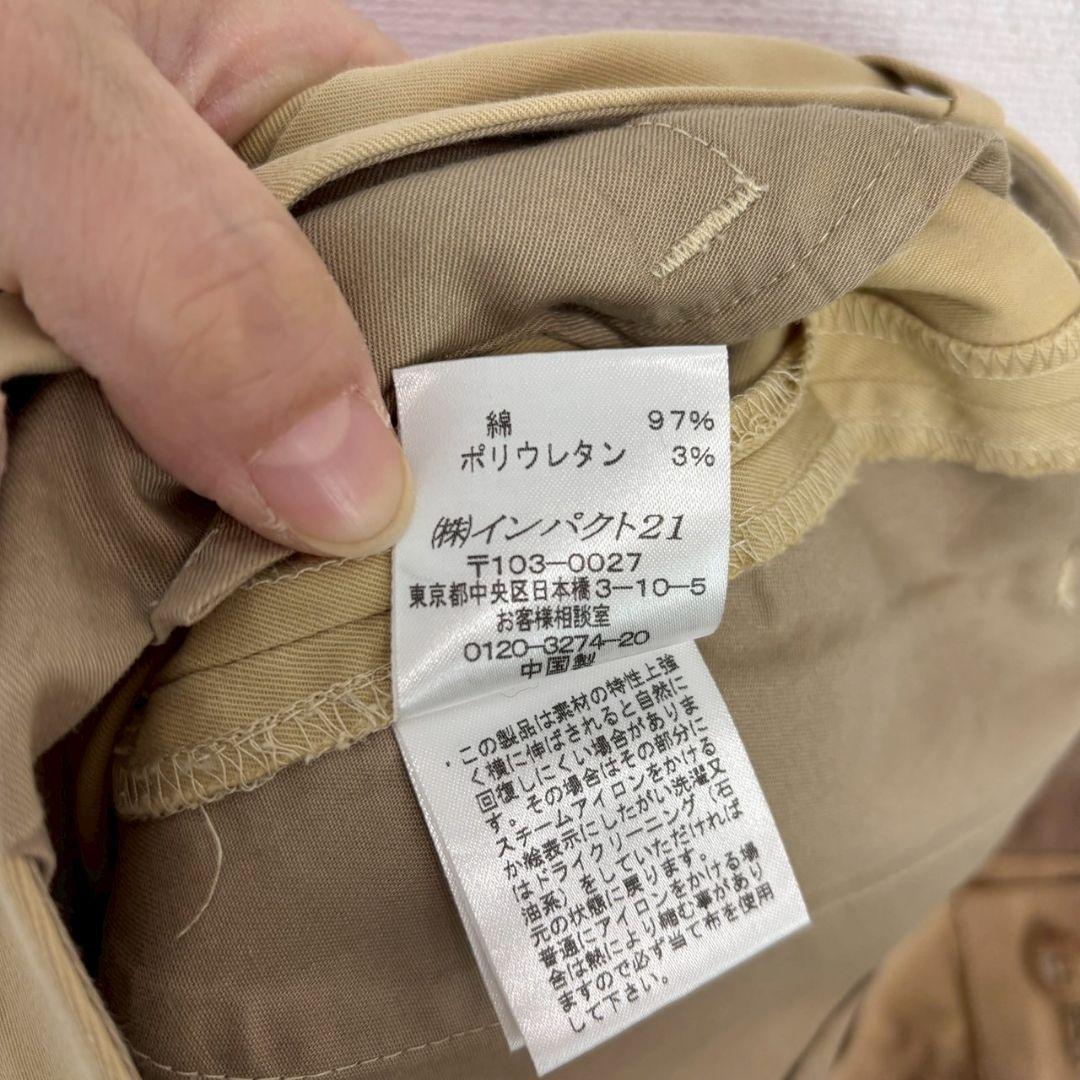 綿 97%
ポリウレタン 3%
㈱インパクト21
〒103-0027
東京都中央区日本橋3-10-5
お客様相談室
0120-3274-20
中国製
この製品は素材の特性上強
く横に伸ばされると自然に
回復しにくい場合がありま
す。その場合はその部分に
スチームアイロンをかける
か絵表示にしたがい洗濯又
はドライクリーニング(石
油系)をしていただければ
元の状態に戻ります。
普通にアイロンをかける場
合は熱により縮む事があり
ますので必ず当て布を使用
して下さい。